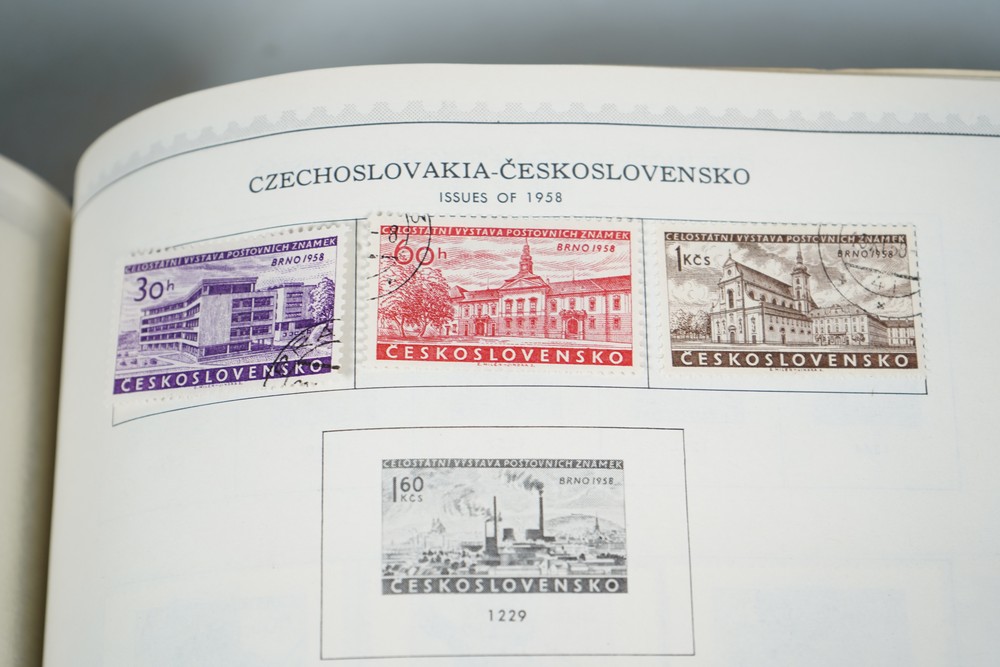 CZECHOSLOVAKIA-ČESKOSLOVENSKO
ISSUES OF 1958
CELOSTÁTNÍ VÝSTAVA POŠTOVNÍCH ZNÁMEK
BRNO 1958
30h
ČESKOSLOVENSKO
CELOSTÁTNÍ VÝSTAVA POŠTOVNÍCH ZNÁMEK
BRNO 1958
60h
ČESKOSLOVENSKO
CELOSTÁTNÍ VÝSTAVA POŠTOVNÍCH ZNÁMEK
BRNO 1958
1 KČS
ČESKOSLOVENSKO
CELOSTÁTNÍ VÝSTAVA POŠTOVNÍCH ZNÁMEK
1 60 KČS
BRNO 1958
ČESKOSLOVENSKO
1229